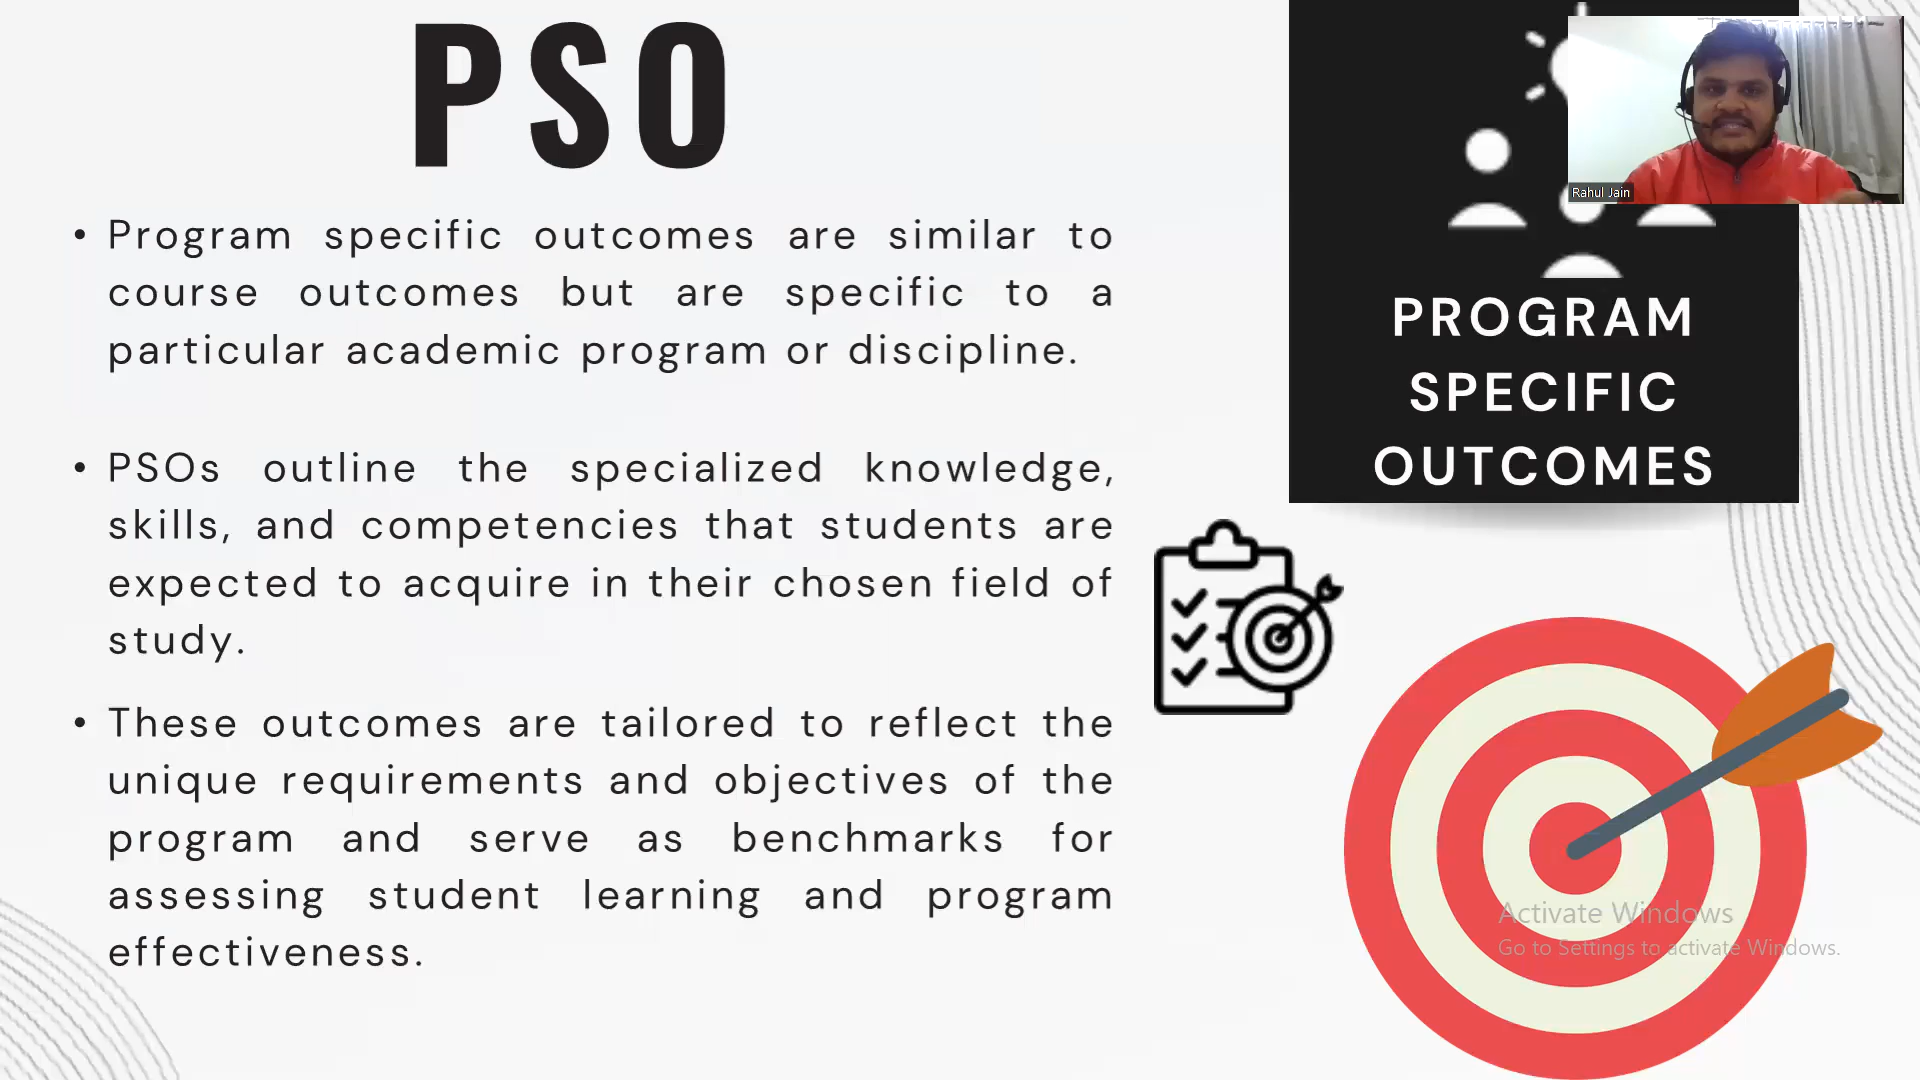 PSO
• Program specific outcomes are similar to
course outcomes but are specific to a
particular academic program or discipline.
• PSOs outline the specialized knowledge,
skills, and competencies that students are
expected to acquire in their chosen field of
study.
• These outcomes are tailored to reflect the
unique requirements and objectives of the
program and serve as benchmarks for
assessing student learning and program
effectiveness.
Rahul Jain
PROGRAM
SPECIFIC
OUTCOMES
Activate Windows
Go to Settings to activate Windows.